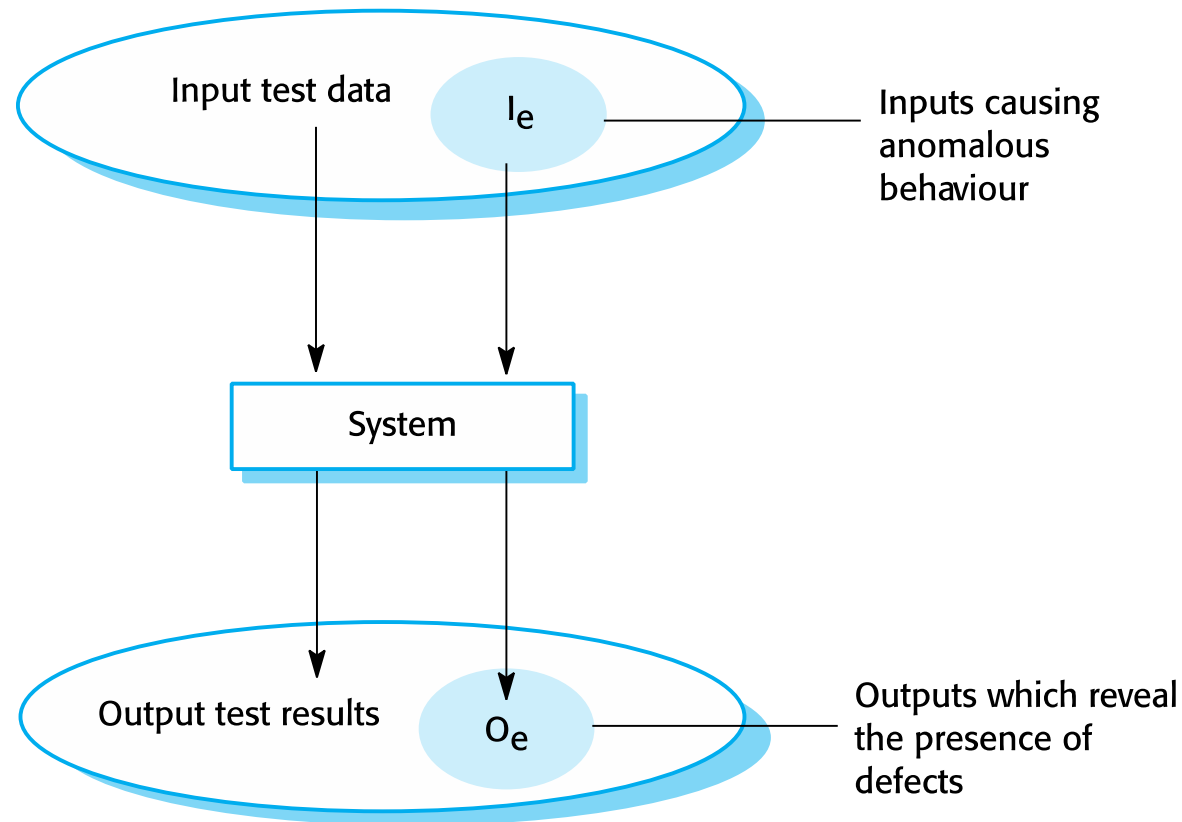 Input test data
Ie
Inputs causing
anomalous
behaviour
System
Output test results
Oe
Outputs which reveal
the presence of
defects